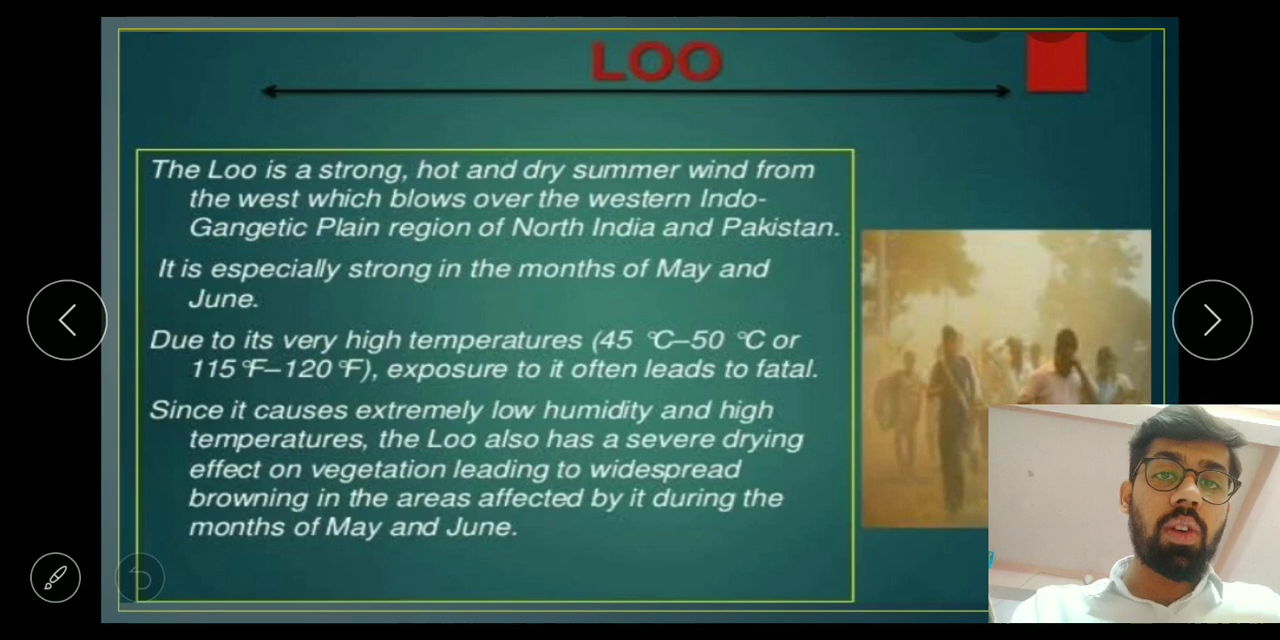 LOO
The Loo is a strong, hot and dry summer wind from
the west which blows over the western Indo-
Gangetic Plain region of North India and Pakistan.
It is especially strong in the months of May and
June.
Due to its very high temperatures (45 °C–50 °C or
115°F–120°F), exposure to it often leads to fatal.
Since it causes extremely low humidity and high
temperatures, the Loo also has a severe drying
effect on vegetation leading to widespread
browning in the areas affected by it during the
months of May and June.